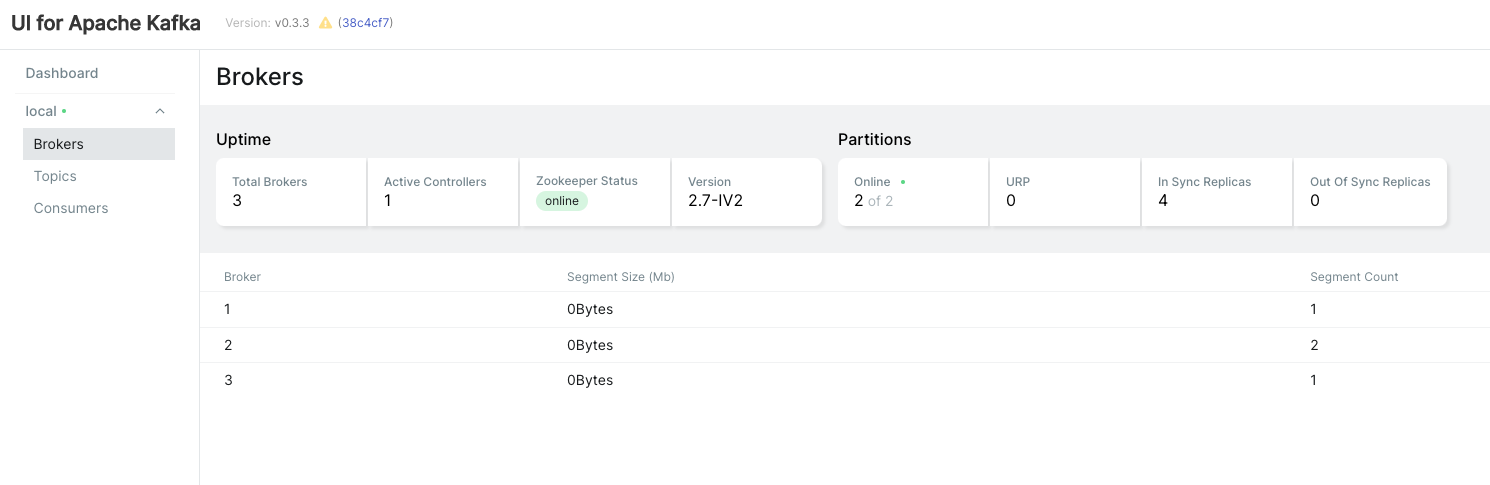 UI for Apache Kafka Version: v0.3.3 (38c4cf7)
Dashboard
local
Brokers
Topics
Consumers
Brokers
Uptime
Total Brokers
3
Active Controllers
1
Zookeeper Status
online
Version
2.7-IV2
Partitions
Online
2 of 2
URP
0
In Sync Replicas
4
Out Of Sync Replicas
0
Broker Segment Size (Mb) Segment Count
1 0Bytes 1
2 0Bytes 2
3 0Bytes 1